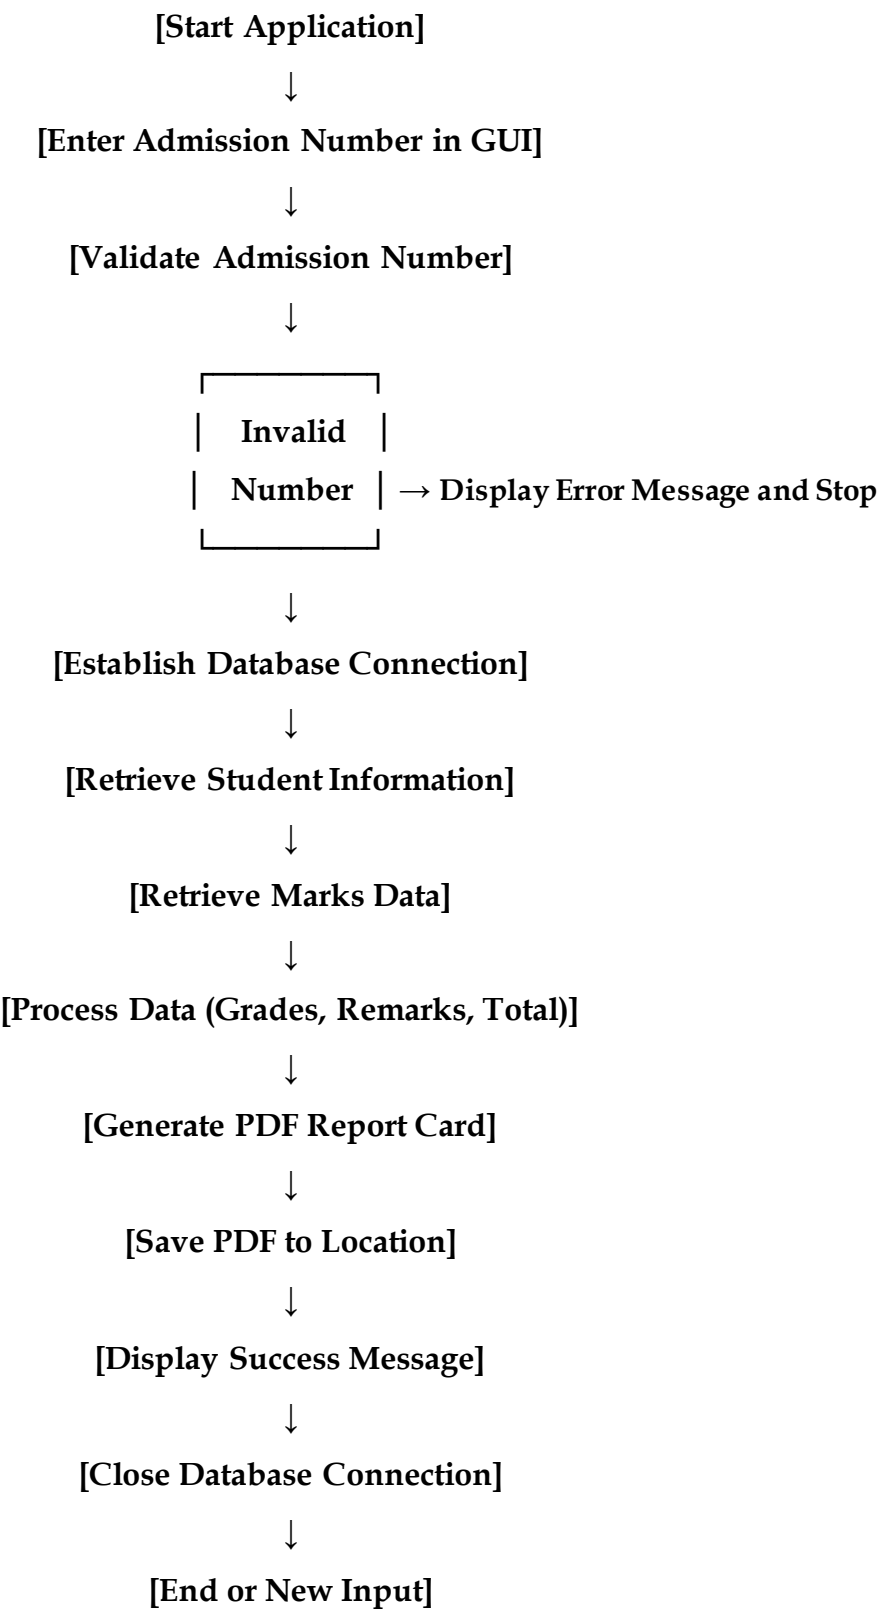 [Start Application]
↓
[Enter Admission Number in GUI]
↓
[Validate Admission Number]
↓
┌────────┐
│ Invalid │
│ Number │ → Display Error Message and Stop
└────────┘
↓
[Establish Database Connection]
↓
[Retrieve Student Information]
↓
[Retrieve Marks Data]
↓
[Process Data (Grades, Remarks, Total)]
↓
[Generate PDF Report Card]
↓
[Save PDF to Location]
↓
[Display Success Message]
↓
[Close Database Connection]
↓
[End or New Input]